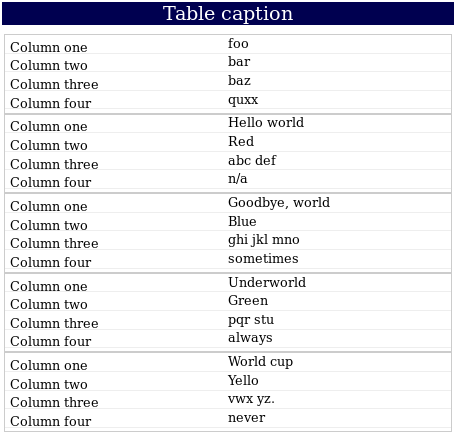 Table caption
Column one foo
Column two bar
Column three baz
Column four quxx
Column one Hello world
Column two Red
Column three abc def
Column four n/a
Column one Goodbye, world
Column two Blue
Column three ghi jkl mno
Column four sometimes
Column one Underworld
Column two Green
Column three pqr stu
Column four always
Column one World cup
Column two Yello
Column three vwx yz.
Column four never